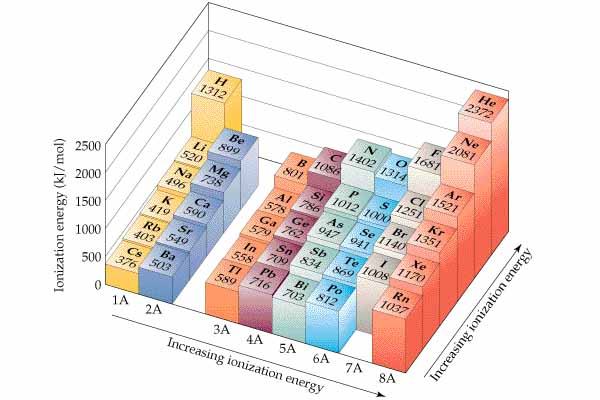 Ionization energy (kJ/mol)
2500
2000
1500
1000
500
0
H
1312
Li
520
Na
496
K
419
Rb
403
Cs
376
Be
899
Mg
738
Ca
590
Sr
549
Ba
503
B
801
Al
578
Ga
579
In
558
Tl
589
C
1086
Si
786
Ge
762
Sn
709
Pb
716
N
1402
P
1012
As
947
Sb
834
Bi
703
O
1314
S
1000
Se
941
Te
869
Po
812
F
1681
Cl
1251
Br
1140
I
1008
He
2372
Ne
2081
Ar
1521
Kr
1351
Xe
1170
Rn
1037
1A
2A
3A
4A
5A
6A
7A
8A
Increasing ionization energy
Increasing ionization energy